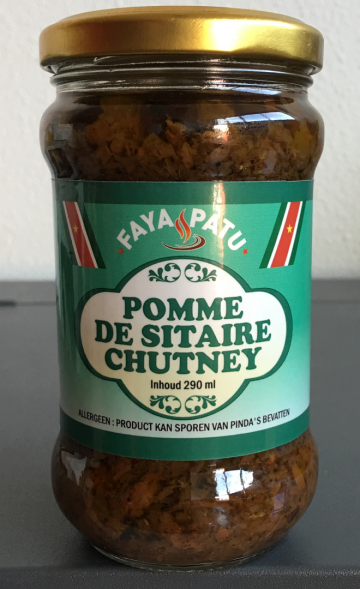 FAYA PATU
POMME
DE SITAIRE
CHUTNEY
Inhoud 290 ml
ALLERGEEN : PRODUCT KAN SPOREN VAN PINDA'S BEVATTEN